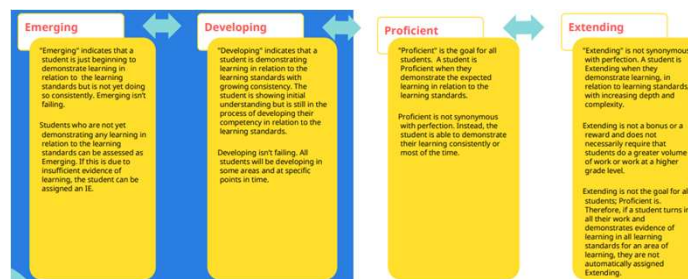 Emerging
"Emerging" indicates that a
student is just beginning to
demonstrate learning in
relation to the learning
standards but is not yet doing
so consistently. Emerging isn't
failing.
Students who are not yet
demonstrating any learning in
relation to the learning
standards can be assessed as
Emerging. If this is due to
insufficient evidence of
learning, the student can be
assigned an IE.
Developing
"Developing" indicates that a
student is demonstrating
learning in relation to the
learning standards with
growing consistency. The
student is showing initial
understanding but is still in the
process of developing their
competency in relation to the
learning standards.
Developing isn't failing. All
students will be developing in
some areas and at specific
points in time.
Proficient
"Proficient" is the goal for all
students. A student is
Proficient when they
demonstrate the expected
learning in relation to the
learning standards.
Proficient is not synonymous
with perfection. Instead, the
student is able to demonstrate
their learning consistently or
most of the time.
Extending
"Extending" is not synonymous
with perfection. A student is
Extending when they
demonstrate learning, in
relation to learning standards,
with increasing depth and
complexity.
Extending is not a bonus or a
reward and does not
necessarily require that
students do a greater volume
of work or work at a higher
grade level.
Extending is not the goal for all
students; Proficient is.
Therefore, if a student turns in
all their work and
demonstrates evidence of
learning in all learning
standards for an area of
learning, they are not
automatically assigned
Extending.